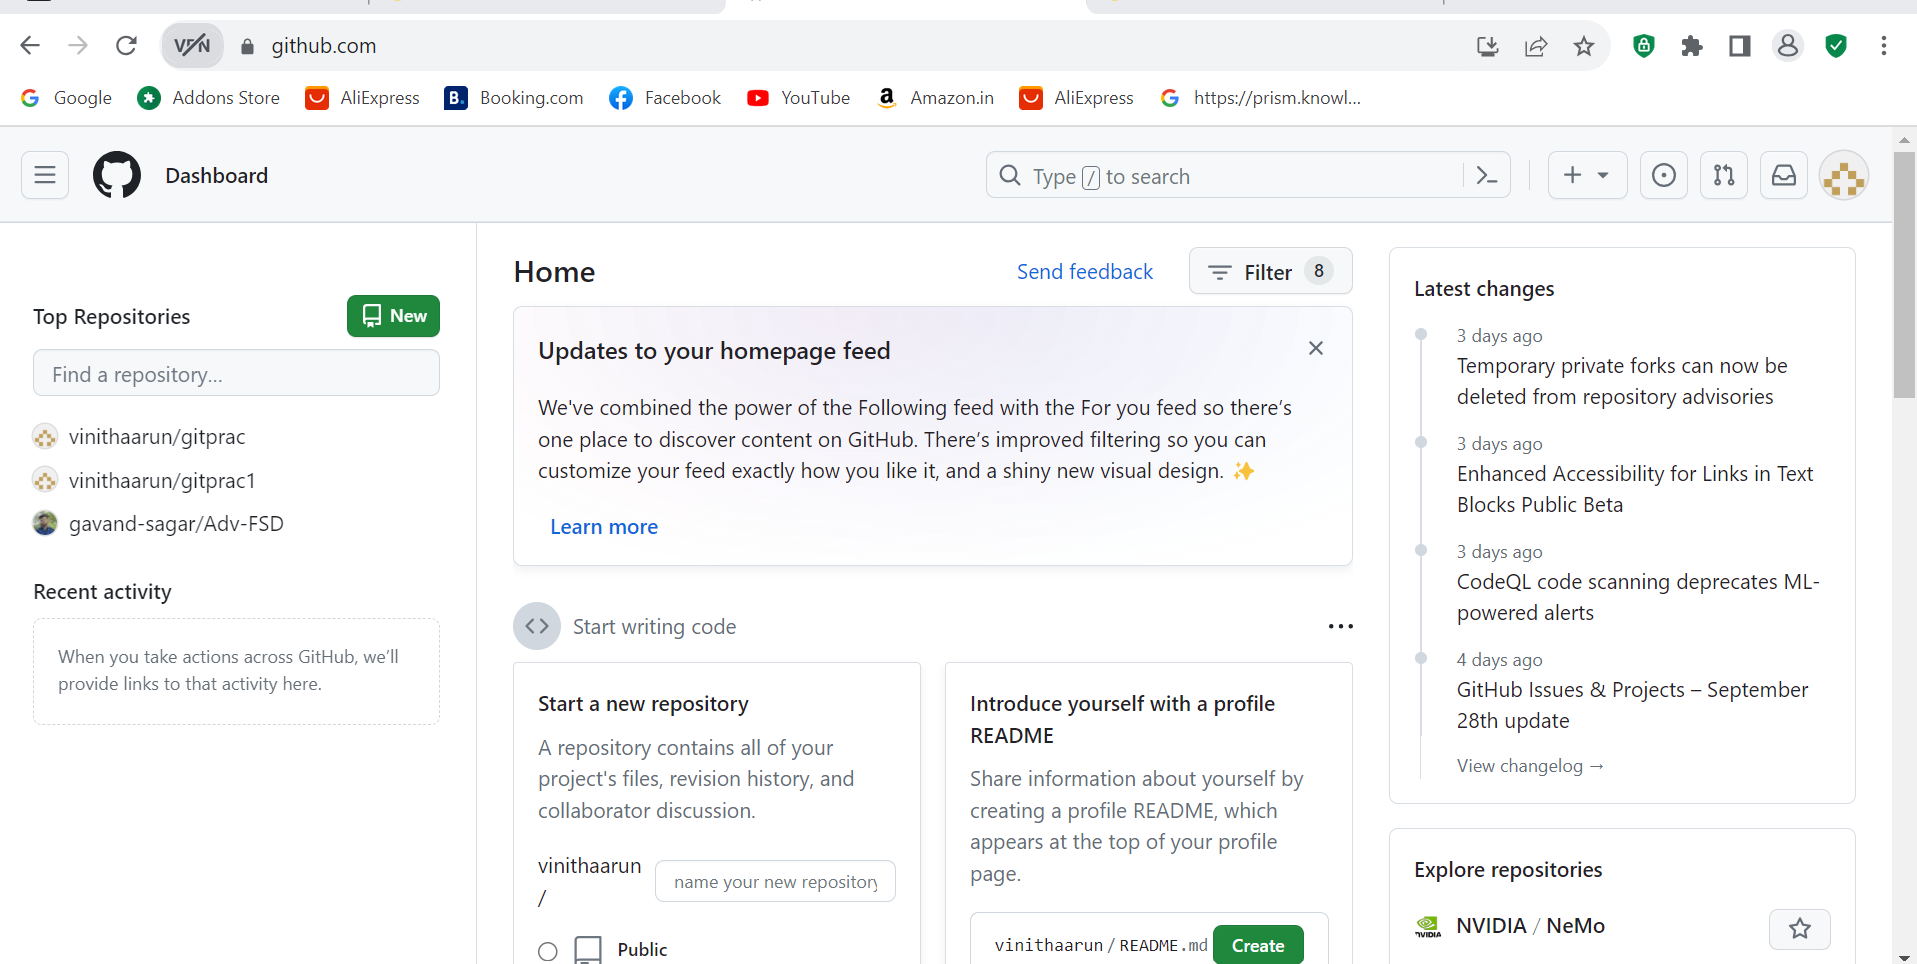 VPN
github.com
Google
Addons Store
AliExpress
B.
Booking.com
Facebook
YouTube
a
Amazon.in
AliExpress
https://prism.knowl...
Dashboard
Type / to search
Top Repositories
New
Find a repository...
vinithaarun/gitprac
vinithaarun/gitprac1
gavand-sagar/Adv-FSD
Recent activity
When you take actions across GitHub, we’ll
provide links to that activity here.
Home
Send feedback
Filter 8
Updates to your homepage feed
We've combined the power of the Following feed with the For you feed so there’s
one place to discover content on GitHub. There’s improved filtering so you can
customize your feed exactly how you like it, and a shiny new visual design. ✨
Learn more
Start writing code
Start a new repository
A repository contains all of your
project's files, revision history, and
collaborator discussion.
vinithaarun
/
name your new repository
Public
Introduce yourself with a profile
README
Share information about yourself by
creating a profile README, which
appears at the top of your profile
page.
vinithaarun / README.md
Create
Latest changes
3 days ago
Temporary private forks can now be
deleted from repository advisories
3 days ago
Enhanced Accessibility for Links in Text
Blocks Public Beta
3 days ago
CodeQL code scanning deprecates ML-
powered alerts
4 days ago
GitHub Issues & Projects – September
28th update
View changelog →
Explore repositories
NVIDIA
NVIDIA / NeMo